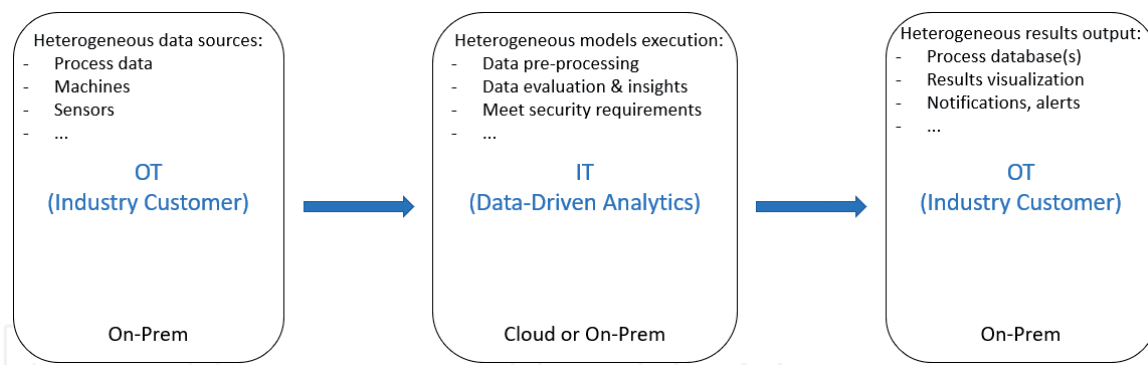 Heterogeneous data sources:
- Process data
- Machines
- Sensors
- ...
OT
(Industry Customer)
On-Prem
Heterogeneous models execution:
- Data pre-processing
- Data evaluation & insights
- Meet security requirements
- ...
IT
(Data-Driven Analytics)
Cloud or On-Prem
Heterogeneous results output:
- Process database(s)
- Results visualization
- Notifications, alerts
- ...
OT
(Industry Customer)
On-Prem